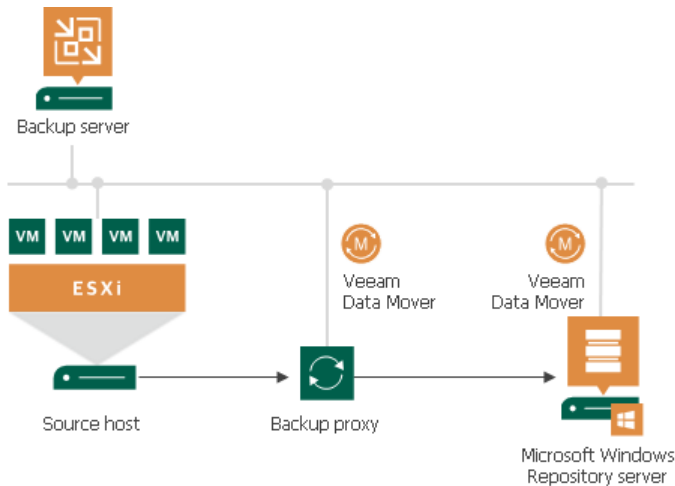 Backup server
VM VM VM VM
ESXi
Veeam
Data Mover
Veeam
Data Mover
M
M
Source host
Backup proxy
Microsoft Windows
Repository server